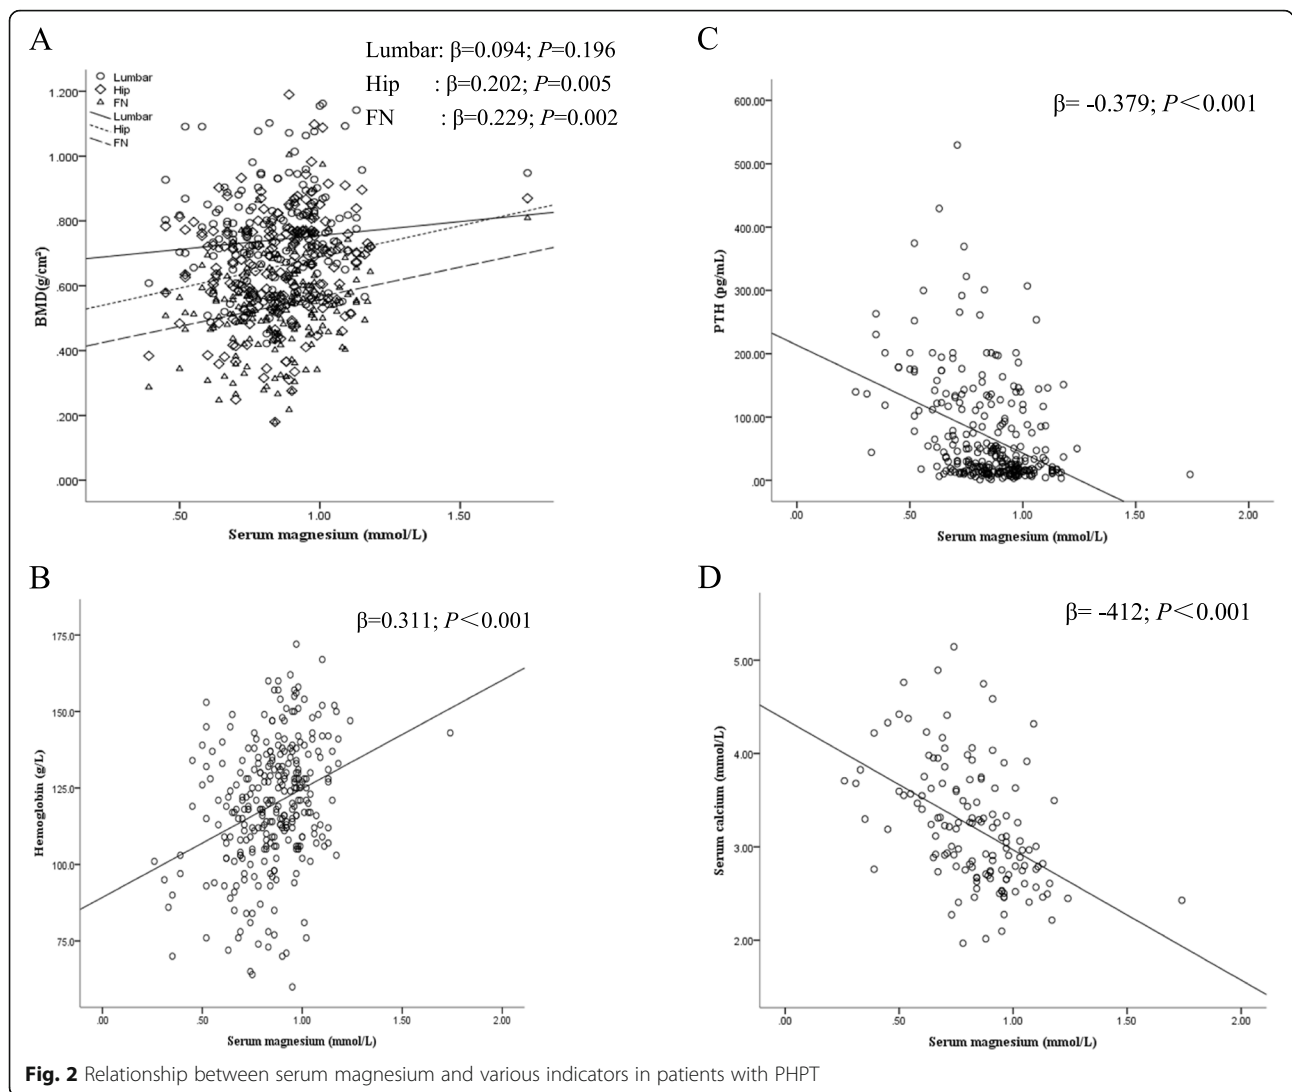 A
Lumbar: β=0.094; P=0.196
Hip : β=0.202; P=0.005
FN : β=0.229; P=0.002
Lumbar
Hip
FN
Lumbar
Hip
FN
1.200
1.000
.800
.600
.400
.200
.000
BMD(g/cm²)
.50 1.00 1.50
Serum magnesium (mmol/L)
B
β=0.311; P<0.001
175.0
150.0
125.0
100.0
75.0
Hemoglobin (g/L)
.00 .50 1.00 1.50 2.00
Serum magnesium (mmol/L)
C
β= -0.379; P<0.001
600.00
500.00
400.00
300.00
200.00
100.00
.00
PTH (pg/mL)
.00 .50 1.00 1.50 2.00
Serum magnesium (mmol/L)
D
β= -412; P<0.001
5.00
4.00
3.00
2.00
Serum calcium (mmol/L)
.00 .50 1.00 1.50 2.00
Serum magnesium (mmol/L)
Fig. 2 Relationship between serum magnesium and various indicators in patients with PHPT